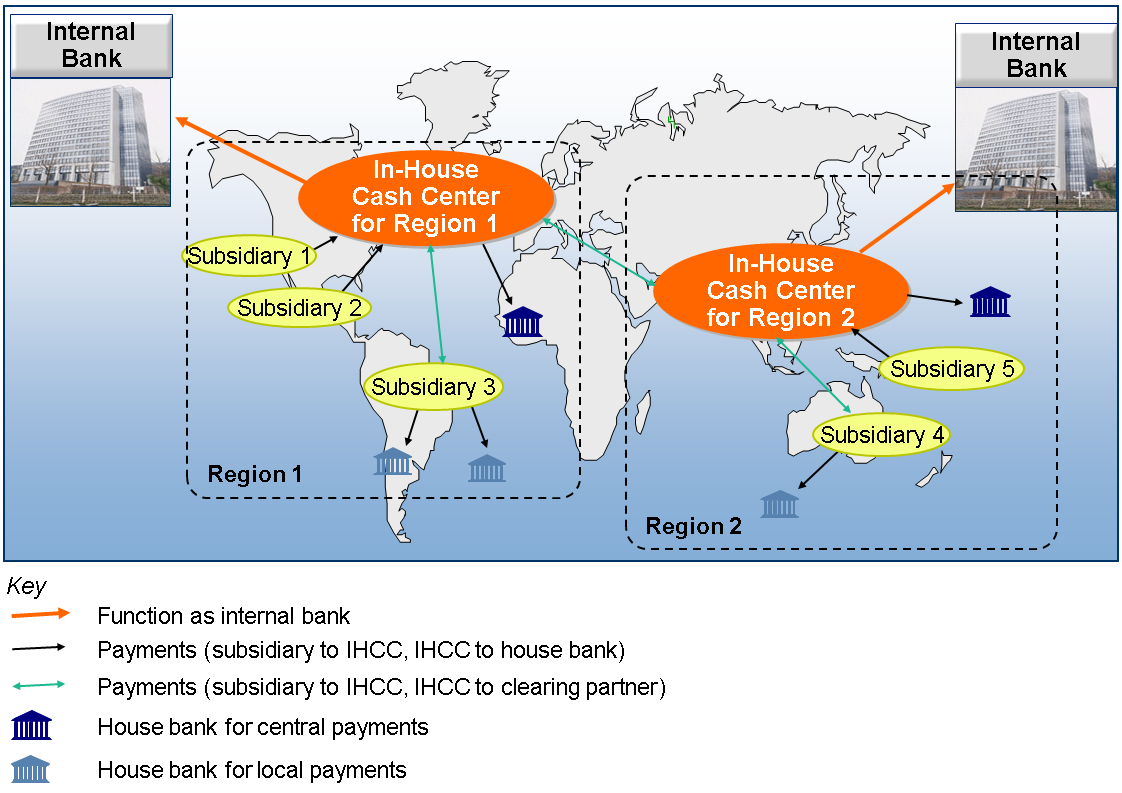 Internal
Bank
Internal
Bank
In-House
Cash Center
for Region 1
Subsidiary 1
Subsidiary 2
In-House
Cash Center
for Region 2
Subsidiary 3
Subsidiary 5
Subsidiary 4
Region 1
Region 2
Key
Function as internal bank
Payments (subsidiary to IHCC, IHCC to house bank)
Payments (subsidiary to IHCC, IHCC to clearing partner)
House bank for central payments
House bank for local payments